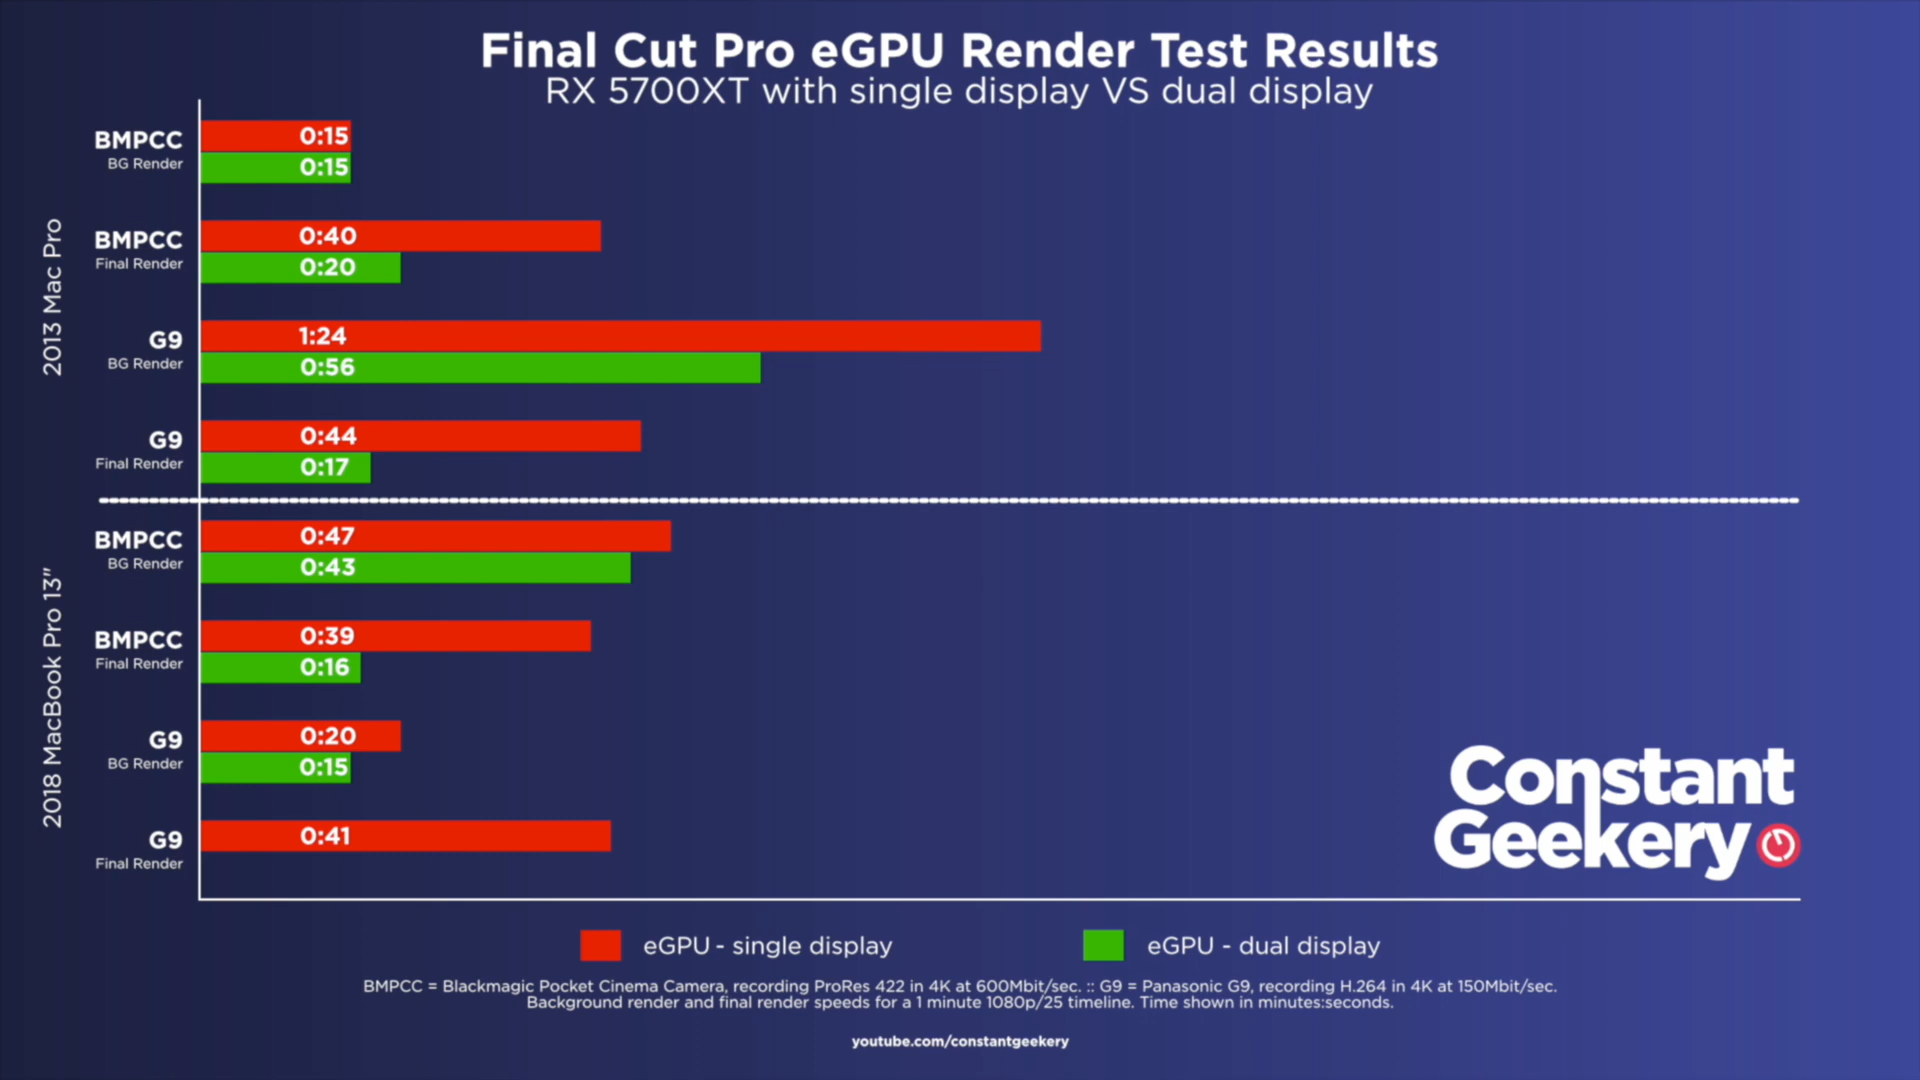 Final Cut Pro eGPU Render Test Results
RX 5700XT with single display VS dual display
2013 Mac Pro
BMPCC
BG Render
0:15
0:15
BMPCC
Final Render
0:40
0:20
G9
BG Render
1:24
0:56
G9
Final Render
0:44
0:17
2018 MacBook Pro 13"
BMPCC
BG Render
0:47
0:43
BMPCC
Final Render
0:39
0:16
G9
BG Render
0:20
0:15
G9
Final Render
0:41
Constant
Geekery
eGPU - single display
eGPU - dual display
BMPCC = Blackmagic Pocket Cinema Camera, recording ProRes 422 in 4K at 600Mbit/sec. :: G9 = Panasonic G9, recording H.264 in 4K at 150Mbit/sec.
Background render and final render speeds for a 1 minute 1080p/25 timeline. Time shown in minutes:seconds.
youtube.com/constantgeekery